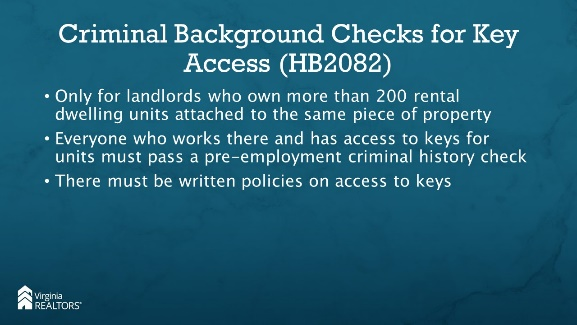 Criminal Background Checks for Key
Access (HB2082)
• Only for landlords who own more than 200 rental
dwelling units attached to the same piece of property
• Everyone who works there and has access to keys for
units must pass a pre-employment criminal history check
• There must be written policies on access to keys
Virginia
REALTORS®